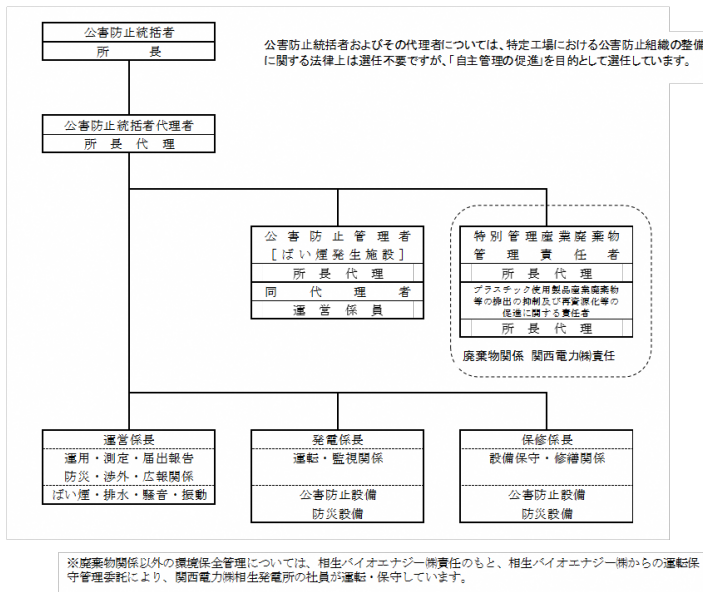 公害防止統括者
所長
公害防止統括者およびその代理者については、特定工場における公害防止組織の整備
に関する法律上は選任不要ですが、「自主管理の促進」を目的として選任しています。
公害防止統括者代理者
所長代理
公害防止管理者
[ばい煙発生施設]
所長代理
同代理者
運営係員
特別管理産業廃棄物
管理責任者
所長代理
プラスチック使用製品産業廃棄物
等の排出の抑制及び再資源化等の
促進に関する責任者
所長代理
廃棄物関係 関西電力㈱責任
運営係長
運用・測定・届出報告
防災・渉外・広報関係
ばい煙・排水・騒音・振動
発電係長
運転・監視関係
公害防止設備
防災設備
保修係長
設備保守・修繕関係
公害防止設備
防災設備
※廃棄物関係以外の環境保全管理については、相生バイオエナジー㈱責任のもと、相生バイオエナジー㈱からの運転保
守管理委託により、関西電力㈱相生発電所の社員が運転・保守しています。